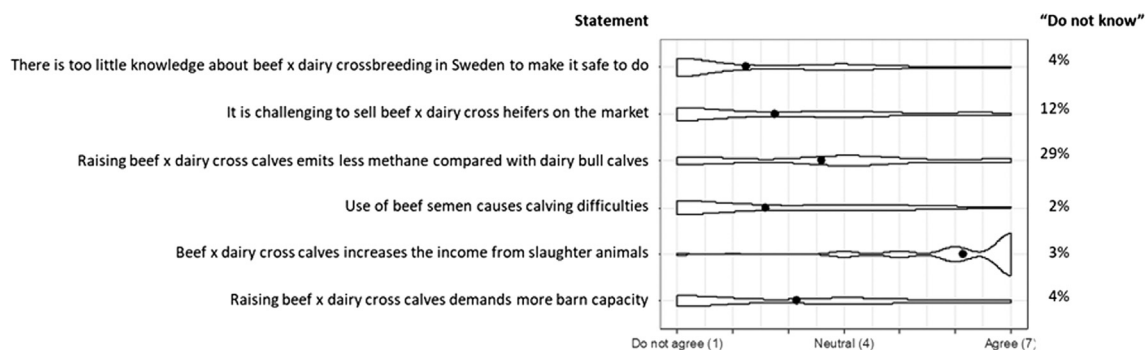 Statement “Do not know”
There is too little knowledge about beef x dairy crossbreeding in Sweden to make it safe to do 4%
It is challenging to sell beef x dairy cross heifers on the market 12%
Raising beef x dairy cross calves emits less methane compared with dairy bull calves 29%
Use of beef semen causes calving difficulties 2%
Beef x dairy cross calves increases the income from slaughter animals 3%
Raising beef x dairy cross calves demands more barn capacity 4%
Do not agree (1) Neutral (4) Agree (7)